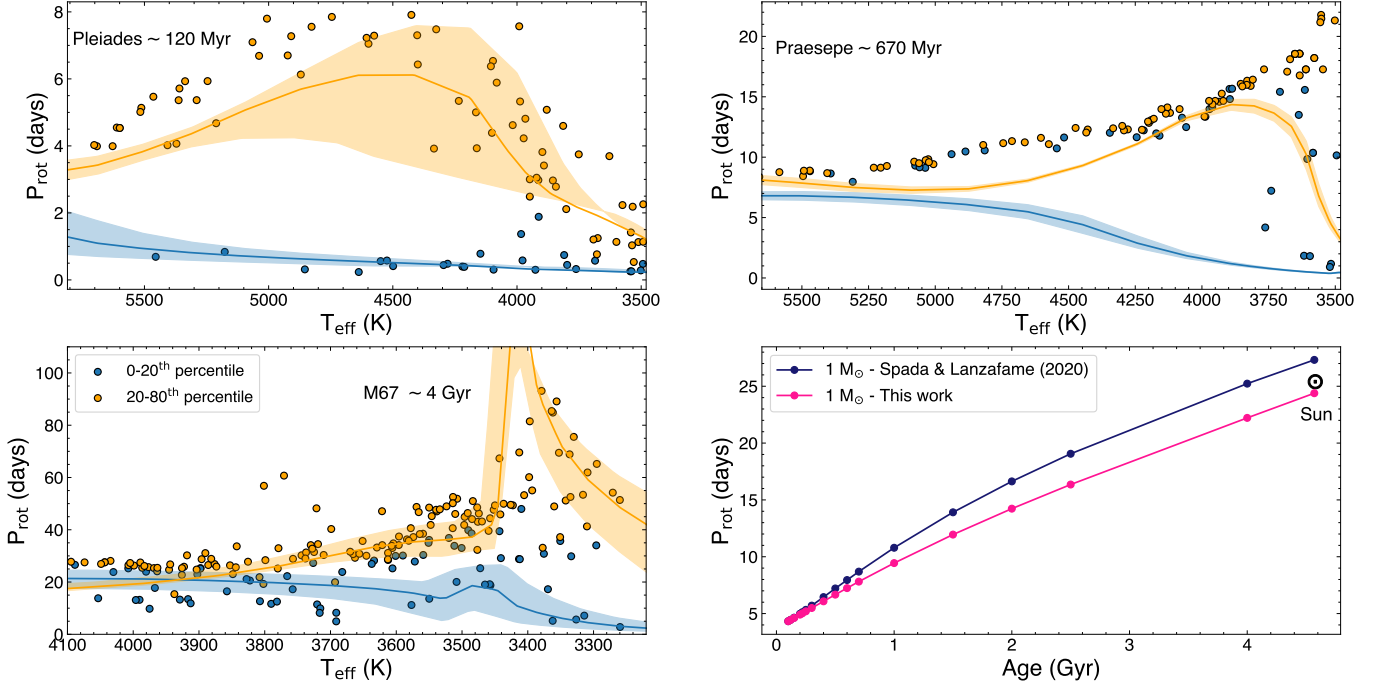 Pleiades ~ 120 Myr
8
6
4
2
0
P_rot (days)
5500 5000 4500 4000 3500
T_eff (K)
Praesepe ~ 670 Myr
20
15
10
5
0
P_rot (days)
5500 5250 5000 4750 4500 4250 4000 3750 3500
T_eff (K)
0-20th percentile
20-80th percentile
M67 ~ 4 Gyr
100
80
60
40
20
0
P_rot (days)
4100 4000 3900 3800 3700 3600 3500 3400 3300
T_eff (K)
1 M⊙ - Spada & Lanzafame (2020)
1 M⊙ - This work
Sun
25
20
15
10
5
P_rot (days)
0 1 2 3 4
Age (Gyr)